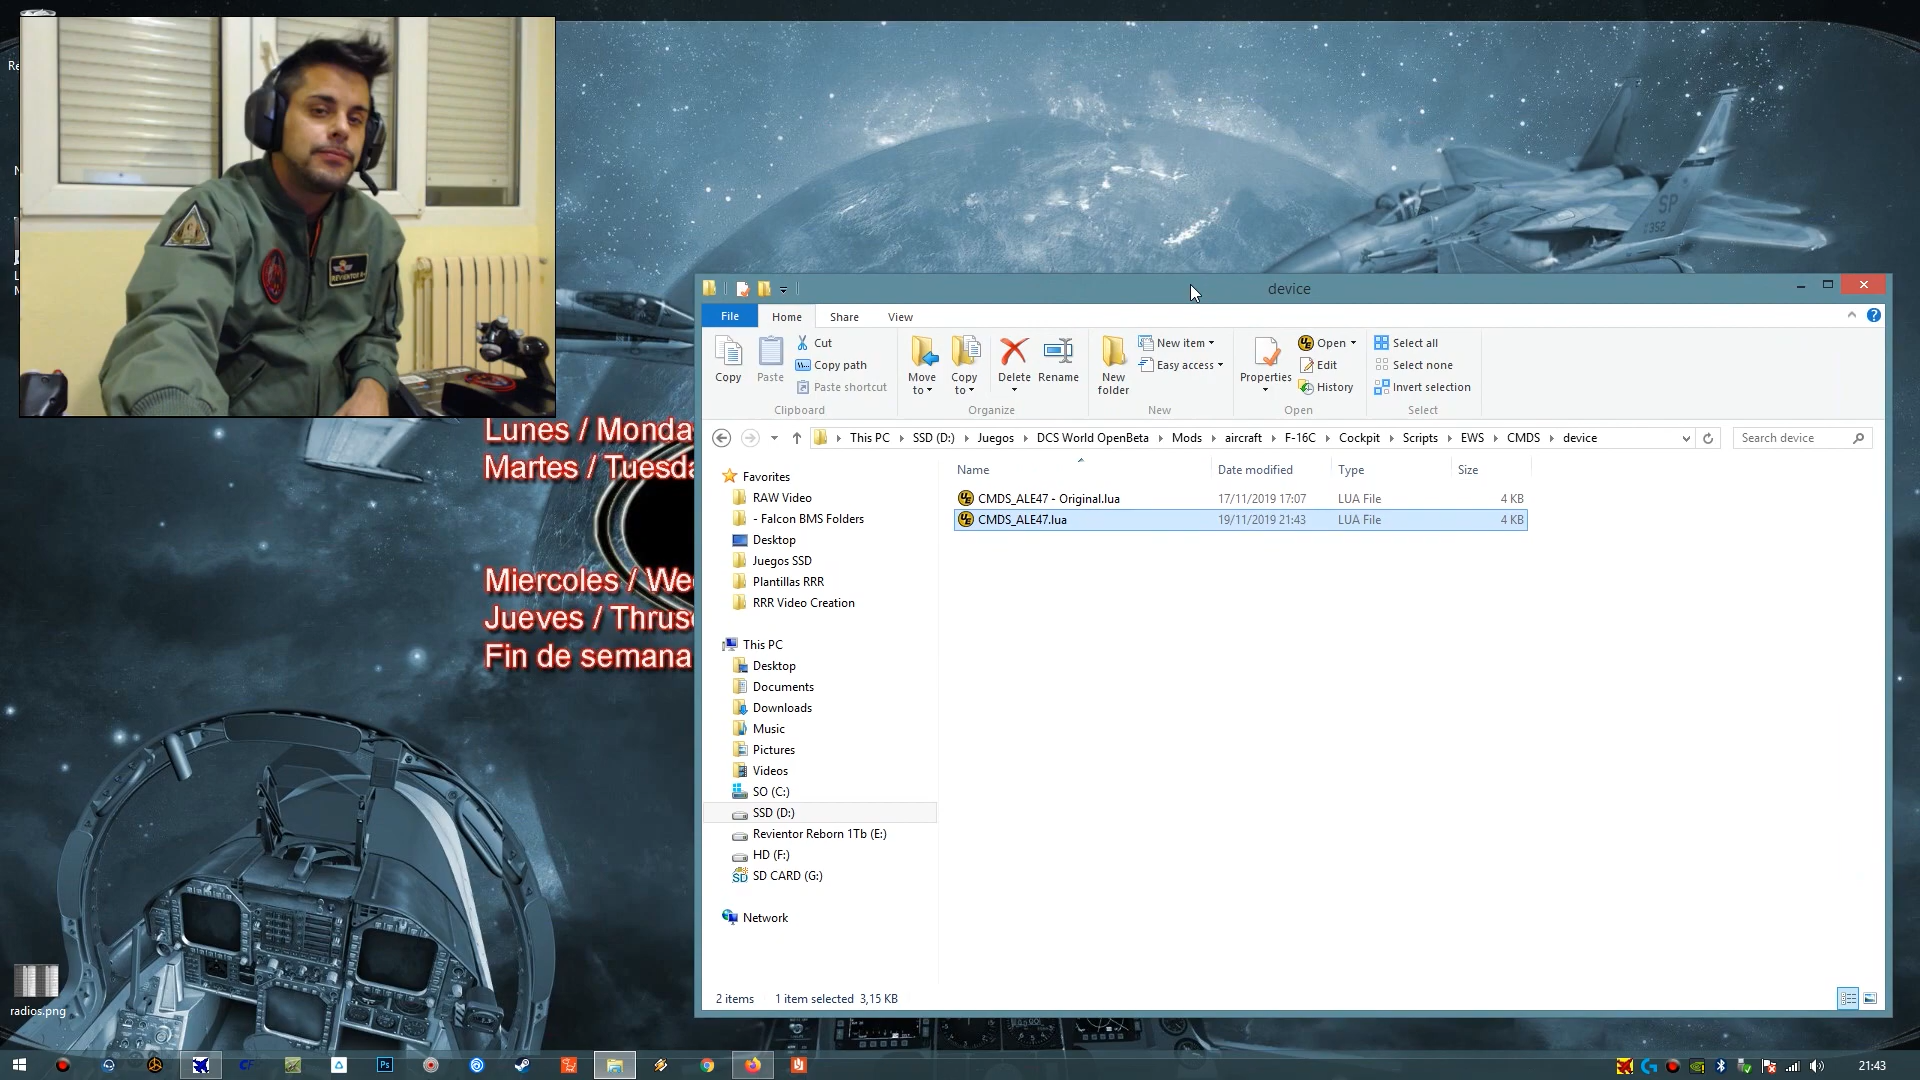 REVIENTOR
SP
352
Lunes / Monda
Martes / Tuesda
Miercoles / We
Jueves / Thrus
Fin de semana
radios.png
device
File
Home
Share
View
Copy
Paste
Cut
Copy path
Paste shortcut
Clipboard
Move to
Copy to
Delete
Rename
Organize
New folder
New item
Easy access
New
Properties
Open
Edit
History
Open
Select all
Select none
Invert selection
Select
This PC
SSD (D:)
Juegos
DCS World OpenBeta
Mods
aircraft
F-16C
Cockpit
Scripts
EWS
CMDS
device
Search device
Favorites
RAW Video
- Falcon BMS Folders
Desktop
Juegos SSD
Plantillas RRR
RRR Video Creation
This PC
Desktop
Documents
Downloads
Music
Pictures
Videos
SO (C:)
SSD (D:)
Revientor Reborn 1Tb (E:)
HD (F:)
SD CARD (G:)
Network
Name Date modified Type Size
CMDS_ALE47 - Original.lua 17/11/2019 17:07 LUA File 4 KB
CMDS_ALE47.lua 19/11/2019 21:43 LUA File 4 KB
2 items 1 item selected 3,15 KB
Ps
21:43